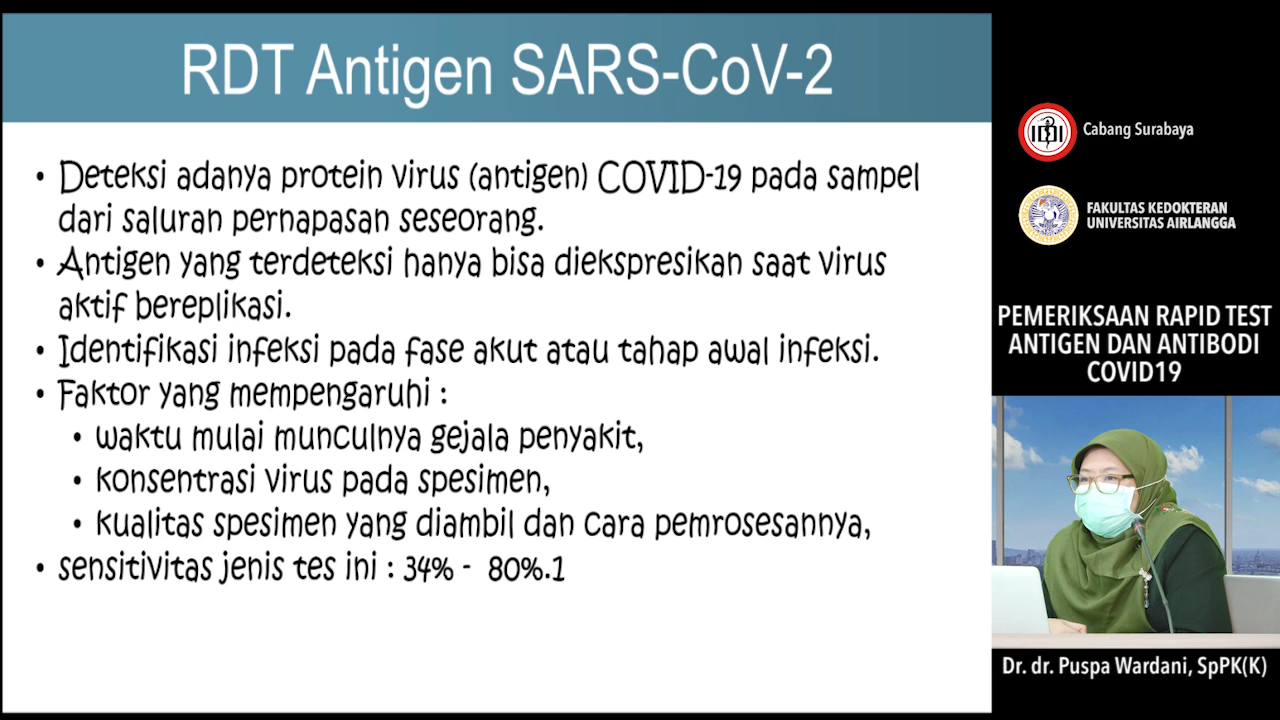 RDT Antigen SARS-CoV-2
• Deteksi adanya protein virus (antigen) COVID-19 pada sampel
dari saluran pernapasan seseorang.
• Antigen yang terdeteksi hanya bisa diekspresikan saat virus
aktif bereplikasi.
• Identifikasi infeksi pada fase akut atau tahap awal infeksi.
• Faktor yang mempengaruhi :
• waktu mulai munculnya gejala penyakit,
• konsentrasi virus pada spesimen,
• kualitas spesimen yang diambil dan cara pemrosesannya,
• sensitivitas jenis tes ini : 34% - 80%.1
IDI
Cabang Surabaya
FAKULTAS KEDOKTERAN
UNIVERSITAS AIRLANGGA
PEMERIKSAAN RAPID TEST
ANTIGEN DAN ANTIBODI
COVID19
Dr. dr. Puspa Wardani, SpPK(K)